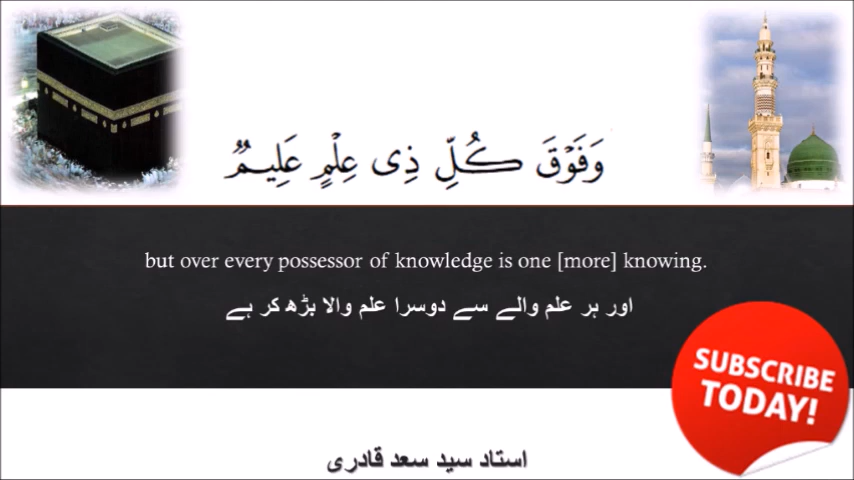 وَفَوْقَ كُلِّ ذِى عِلْمٍ عَلِيمٌ
but over every possessor of knowledge is one [more] knowing.
اور ہر علم والے سے دوسرا علم والا بڑھ کر ہے
SUBSCRIBE
TODAY!
استاد سید سعد قادری